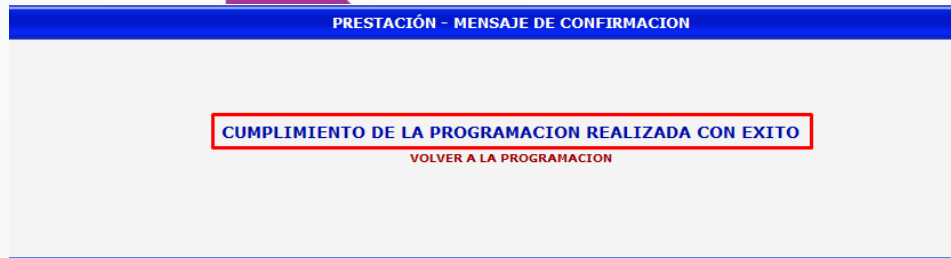 PRESTACIÓN - MENSAJE DE CONFIRMACION
CUMPLIMIENTO DE LA PROGRAMACION REALIZADA CON EXITO
VOLVER A LA PROGRAMACION